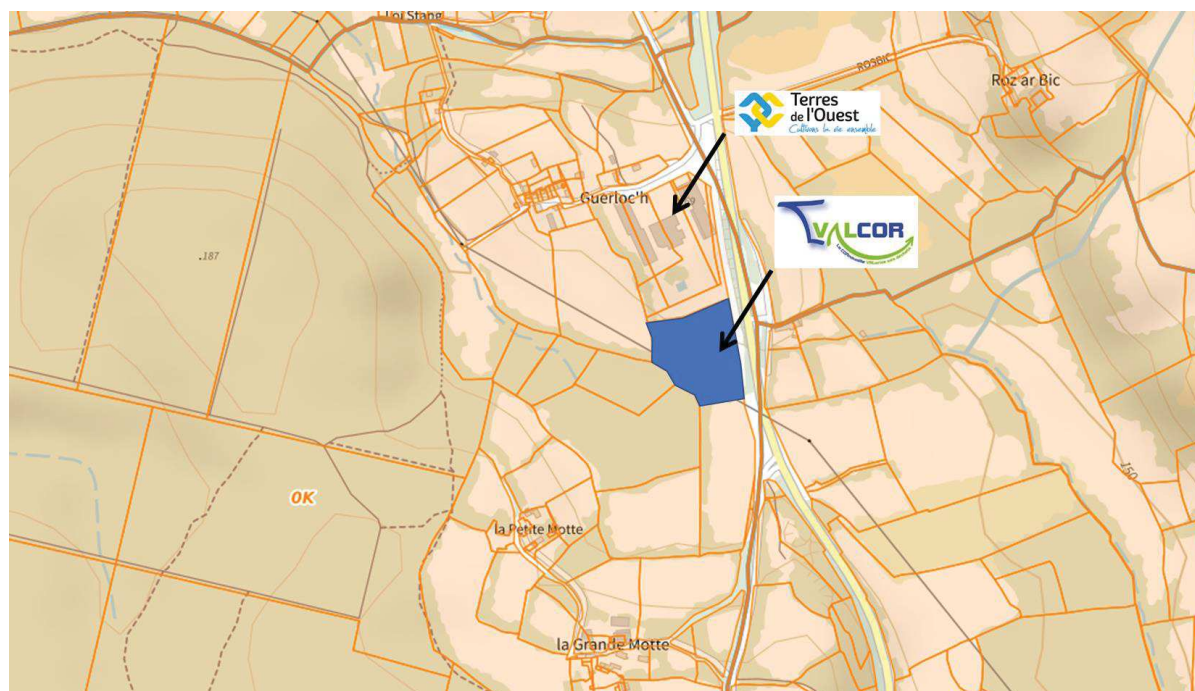 Loi Stang
ROSBIC
Roz ar Bic
Terres
de l'Ouest
Cultivons la vie ensemble
Guerloc'h
VALCOR
187
150
OK
la Petite Motte
la Grande Motte